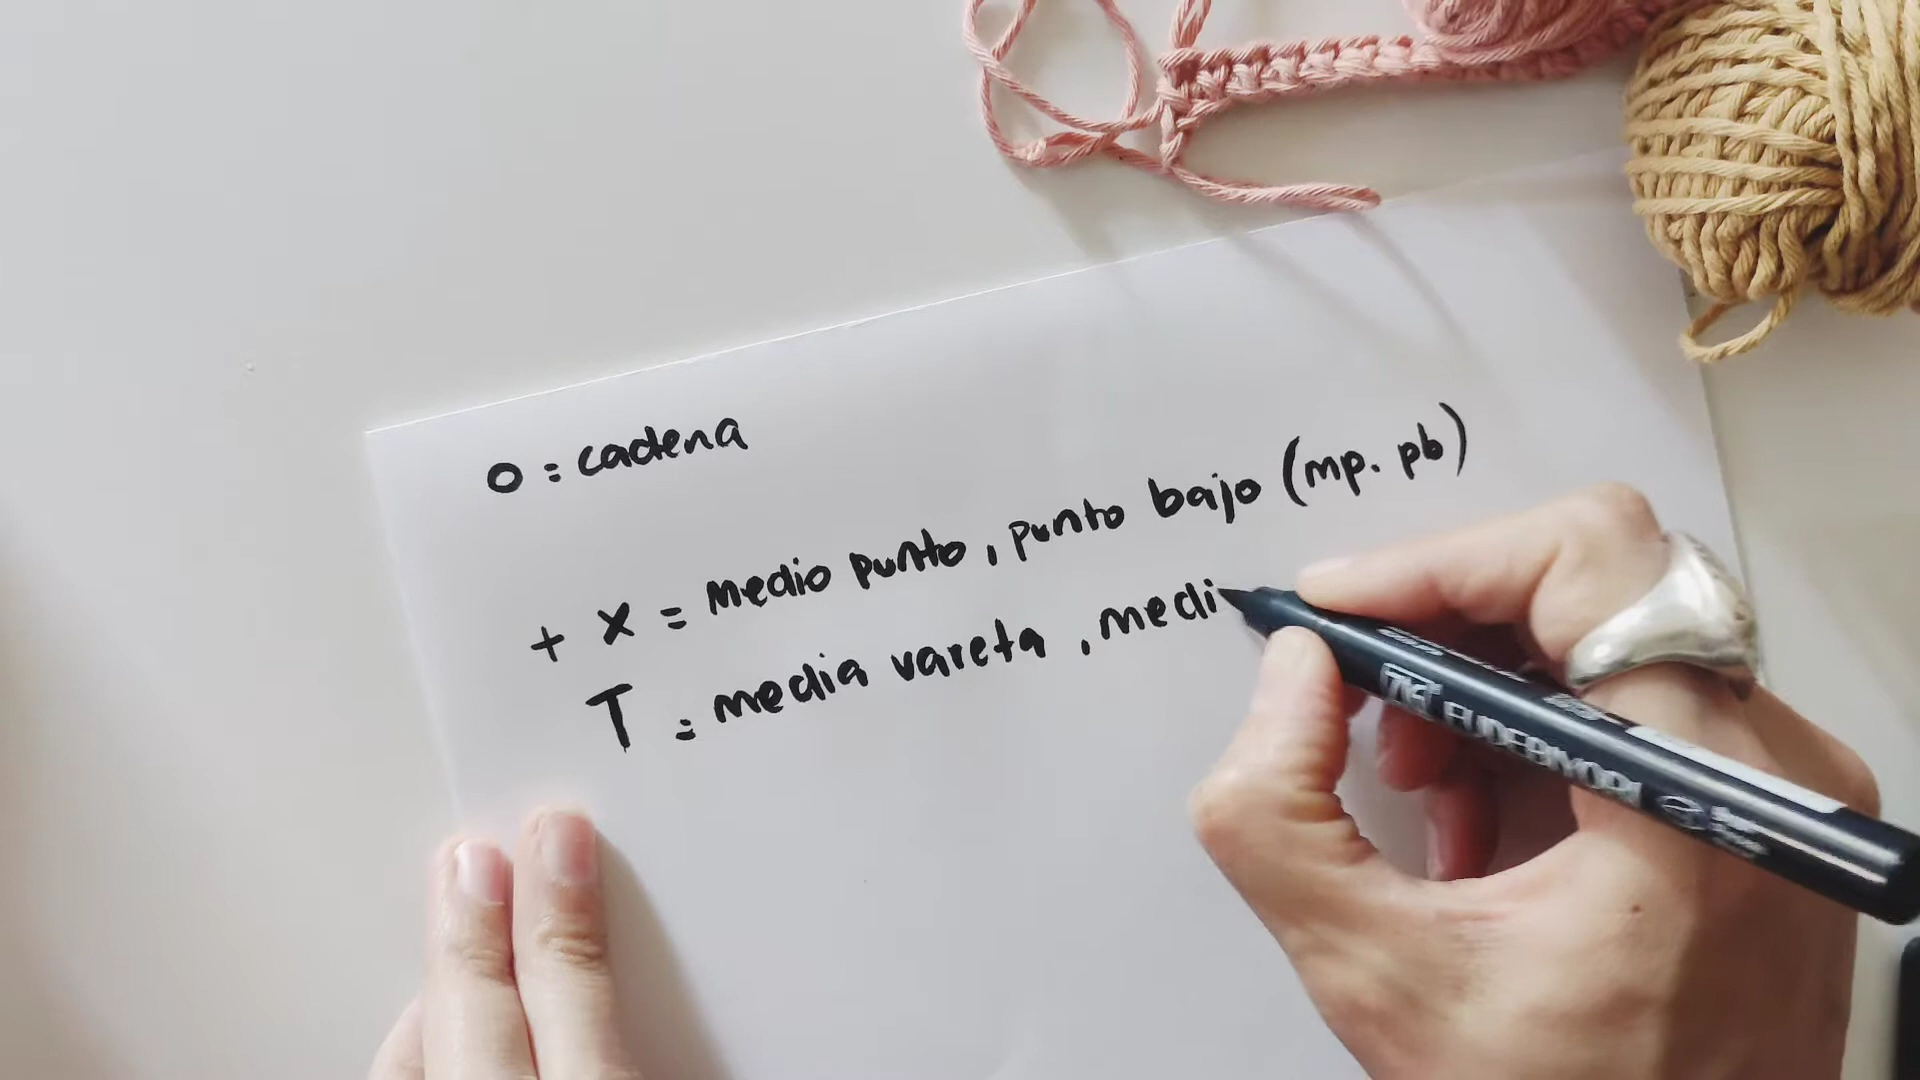 O = cadena
+ X = Medio punto, punto bajo (mp. pb)
T = media vareta, medi